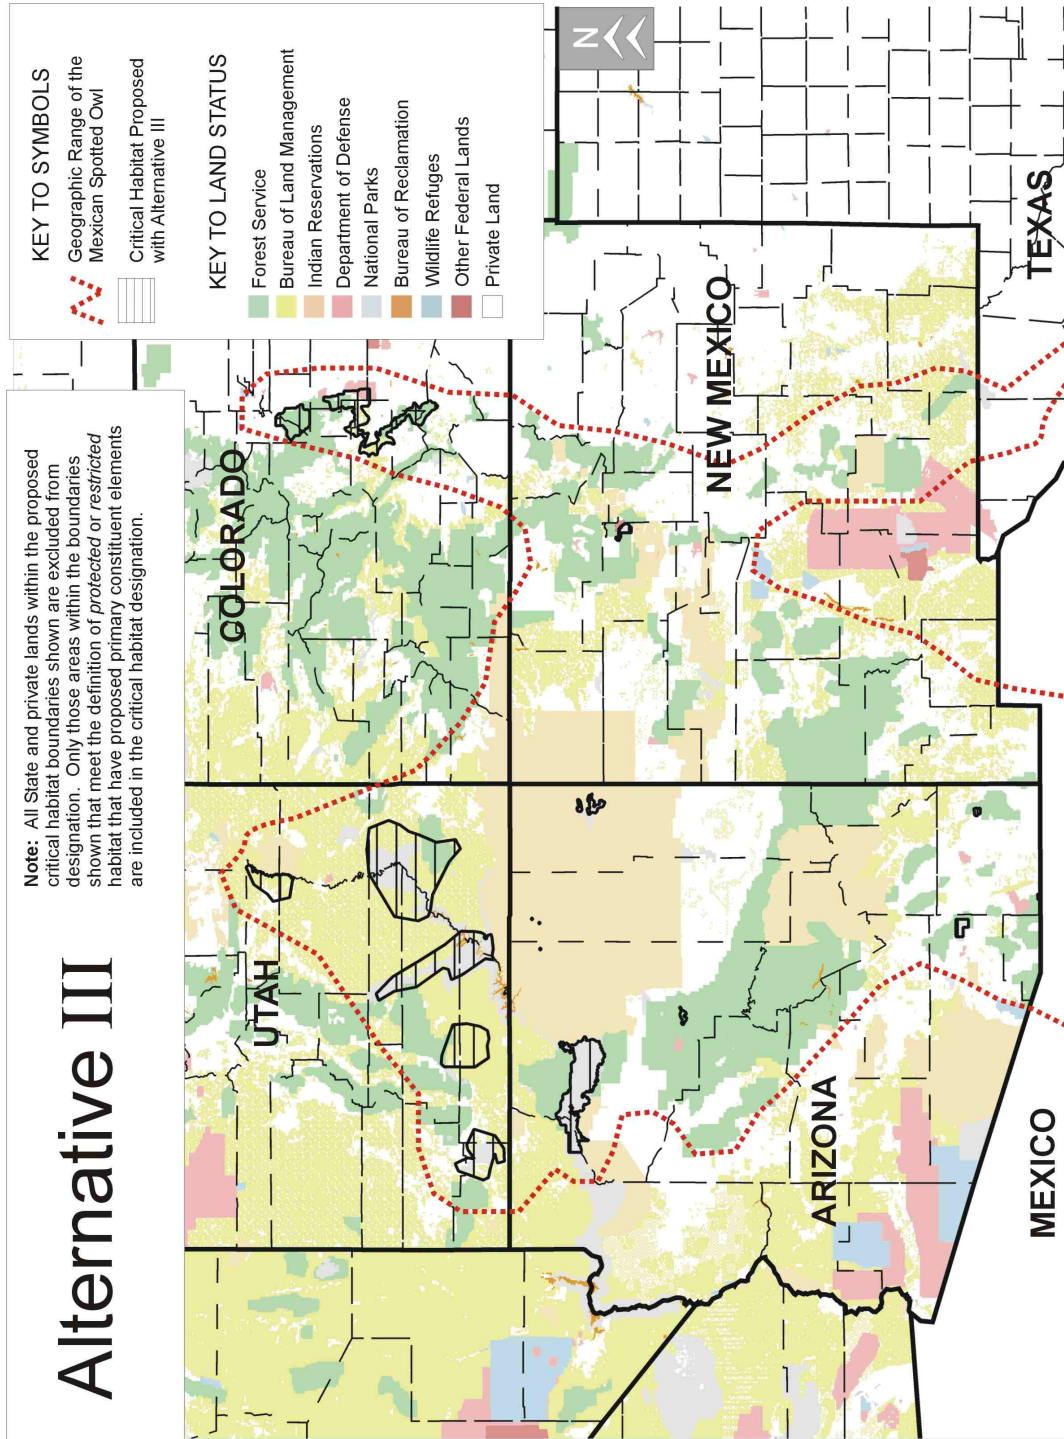 Alternative III
Note: All State and private lands within the proposed
critical habitat boundaries shown are excluded from
designation. Only those areas within the boundaries
shown that meet the definition of protected or restricted
habitat that have proposed primary constituent elements
are included in the critical habitat designation.
KEY TO SYMBOLS
Geographic Range of the
Mexican Spotted Owl
Critical Habitat Proposed
with Alternative III
KEY TO LAND STATUS
Forest Service
Bureau of Land Management
Indian Reservations
Department of Defense
National Parks
Bureau of Reclamation
Wildlife Refuges
Other Federal Lands
Private Land
N
UTAH
COLORADO
ARIZONA
NEW MEXICO
MEXICO
TEXAS